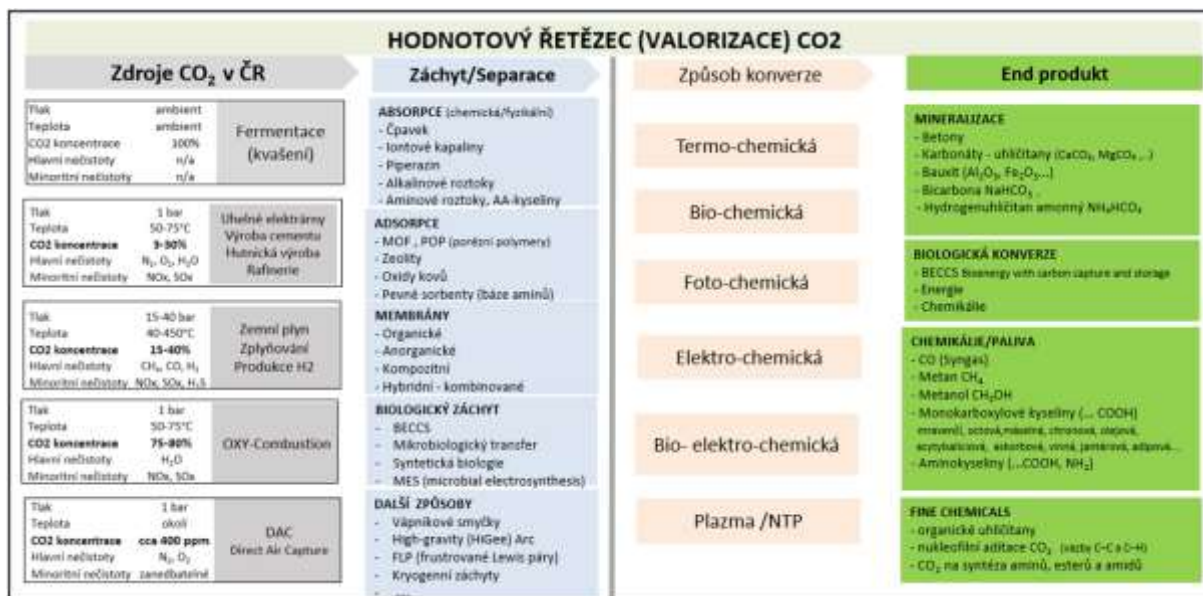 HODNOTOVÝ ŘETĚZEC (VALORIZACE) CO2
Zdroje CO₂ v ČR
Tlak ambient
Teplota ambient
CO2 koncentrace 100%
Hlavní nečistoty n/a
Minoritní nečistoty n/a
Fermentace
(kvašení)
Tlak 1 bar
Teplota 50-75°C
CO2 koncentrace 3-30%
Hlavní nečistoty N₂, O₂, H₂O
Minoritní nečistoty NOx, SOx
Uhelné elektrárny
Výroba cementu
Hutnická výroba
Rafinerie
Tlak 15-40 bar
Teplota 40-450°C
CO2 koncentrace 15-40%
Hlavní nečistoty CH₄, CO, H₂
Minoritní nečistoty NOx, SOx, H₂S
Zemní plyn
Zplyňování
Produkce H2
Tlak 1 bar
Teplota 50-75°C
CO2 koncentrace 75-80%
Hlavní nečistoty H₂O
Minoritní nečistoty NOx, SOx
OXY-Combustion
Tlak 1 bar
Teplota okolí
CO2 koncentrace cca 400 ppm
Hlavní nečistoty N₂, O₂
Minoritní nečistoty zanedbatelné
DAC
Direct Air Capture
Záchyt/Separace
ABSORPCE (chemická/fyzikální)
- Čpavek
- Iontové kapaliny
- Piperazin
- Alkalinové roztoky
- Aminové roztoky, AA-kyseliny
ADSORPCE
- MOF , POP (porézní polymery)
- Zeolity
- Oxidy kovů
- Pevné sorbenty (báze aminů)
MEMBRÁNY
- Organické
- Anorganické
- Kompozitní
- Hybridní - kombinované
BIOLOGICKÝ ZÁCHYT
- BECCS
- Mikrobiologický transfer
- Syntetická biologie
- MES (microbial electrosynthesis)
DALŠÍ ZPŮSOBY
- Vápníkové smyčky
- High-gravity (HiGee) Arc
- FLP (frustrované Lewis páry)
- Kryogenní záchyty
- ...
Způsob konverze
Termo-chemická
Bio-chemická
Foto-chemická
Elektro-chemická
Bio- elektro-chemická
Plazma /NTP
End produkt
MINERALIZACE
- Betony
- Karbonáty - uhličitany (CaCO₃, MgCO₃ ...)
- Bauxit (Al₂O₃, Fe₂O₃...)
- Bicarbona NaHCO₃ .
- Hydrogenuhličitan amonný NH₄HCO₃
BIOLOGICKÁ KONVERZE
- BECCS Bioenergy with carbon capture and storage
- Energie
- Chemikálie
CHEMIKÁLIE/PALIVA
- CO (Syngas)
- Metan CH₄
- Metanol CH₃OH
- Monokarboxylové kyseliny (... COOH)
mravenčí, octová,máselná, citronová, olejová,
askorbová, vinná, adipová...
- Aminokyseliny (...COOH, NH₂)
FINE CHEMICALS
- organické uhličitany
- nukleofilní aditace CO₂ (vazby C–C a C–H)
- CO₂ na syntéza aminů, esterů a amidů